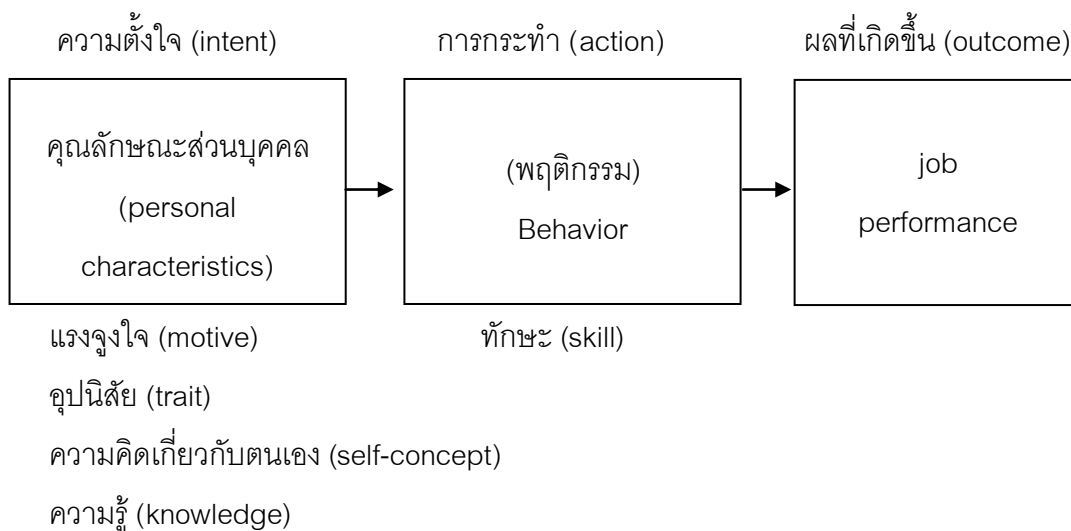 ความตั้งใจ (intent)
การกระทำ (action)
ผลที่เกิดขึ้น (outcome)
คุณลักษณะส่วนบุคคล
(personal
characteristics)
(พฤติกรรม)
Behavior
job
performance
แรงจูงใจ (motive)
ทักษะ (skill)
อุปนิสัย (trait)
ความคิดเกี่ยวกับตนเอง (self-concept)
ความรู้ (knowledge)